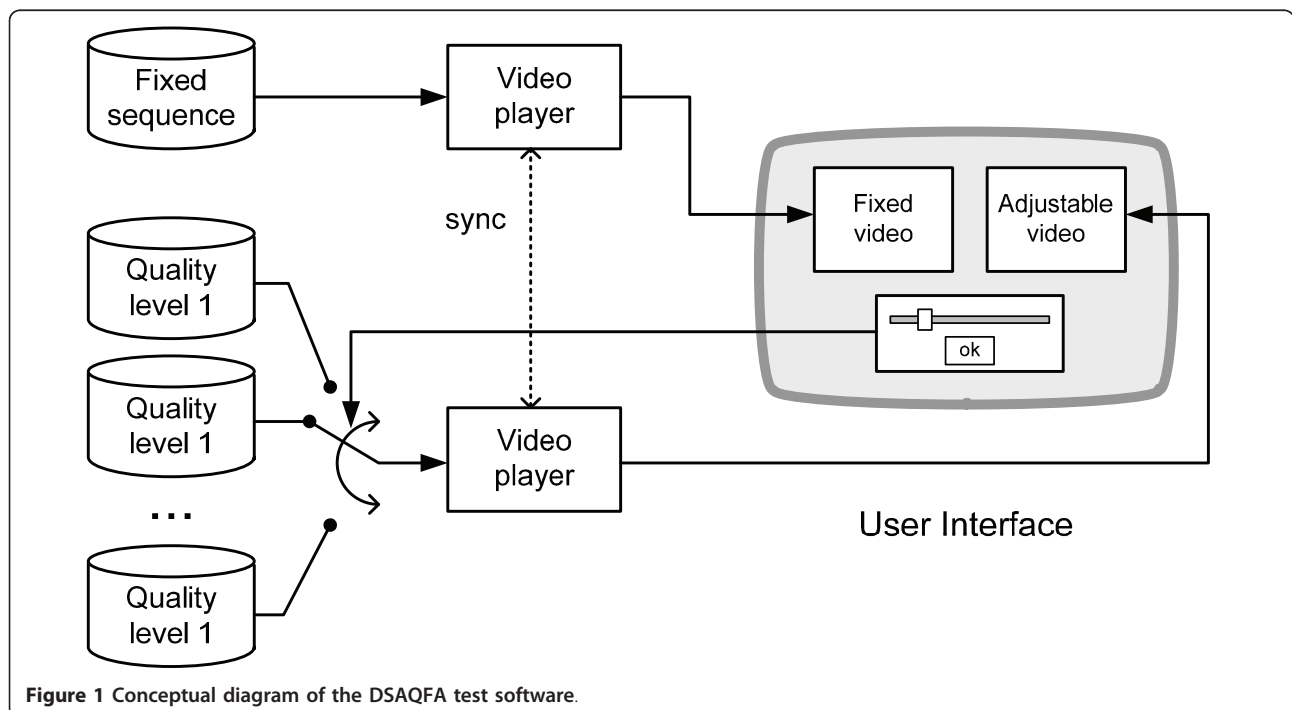 Fixed
sequence
Video
player
Fixed
video
Adjustable
video
sync
Quality
level 1
ok
Quality
level 1
Video
player
...
User Interface
Quality
level 1
Figure 1 Conceptual diagram of the DSAQFA test software.